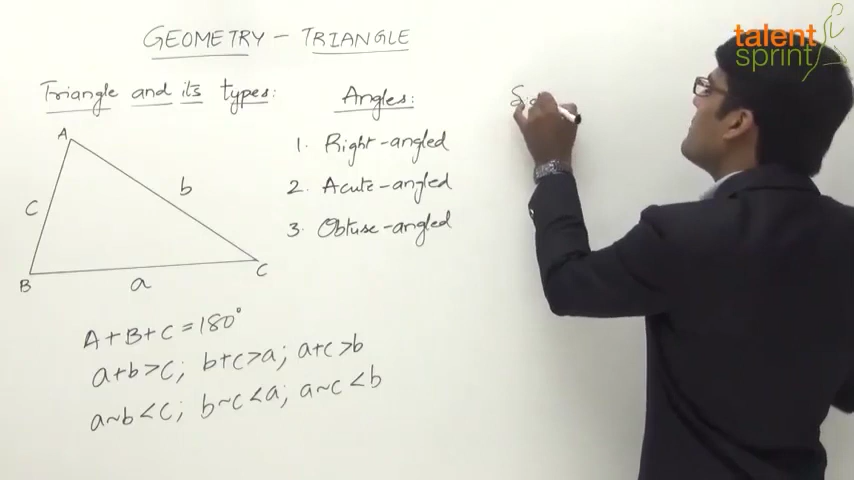 GEOMETRY - TRIANGLE
talent
sprint
Triangle and its types:
Angles:
A
1. Right-angled
b
2. Acute-angled
c
3. Obtuse-angled
C
B
a
A+B+C = 180°
a+b>c; b+c>a; a+c>b
a~b<c; b~c<a; a~c<b